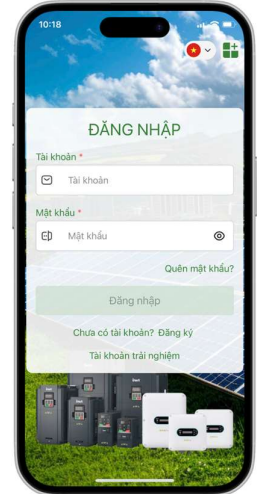 10:18
ĐĂNG NHẬP
Tài khoản *
Tài khoản
Mật khẩu *
Mật khẩu
Quên mật khẩu?
Đăng nhập
Chưa có tài khoản? Đăng ký
Tài khoản trải nghiệm